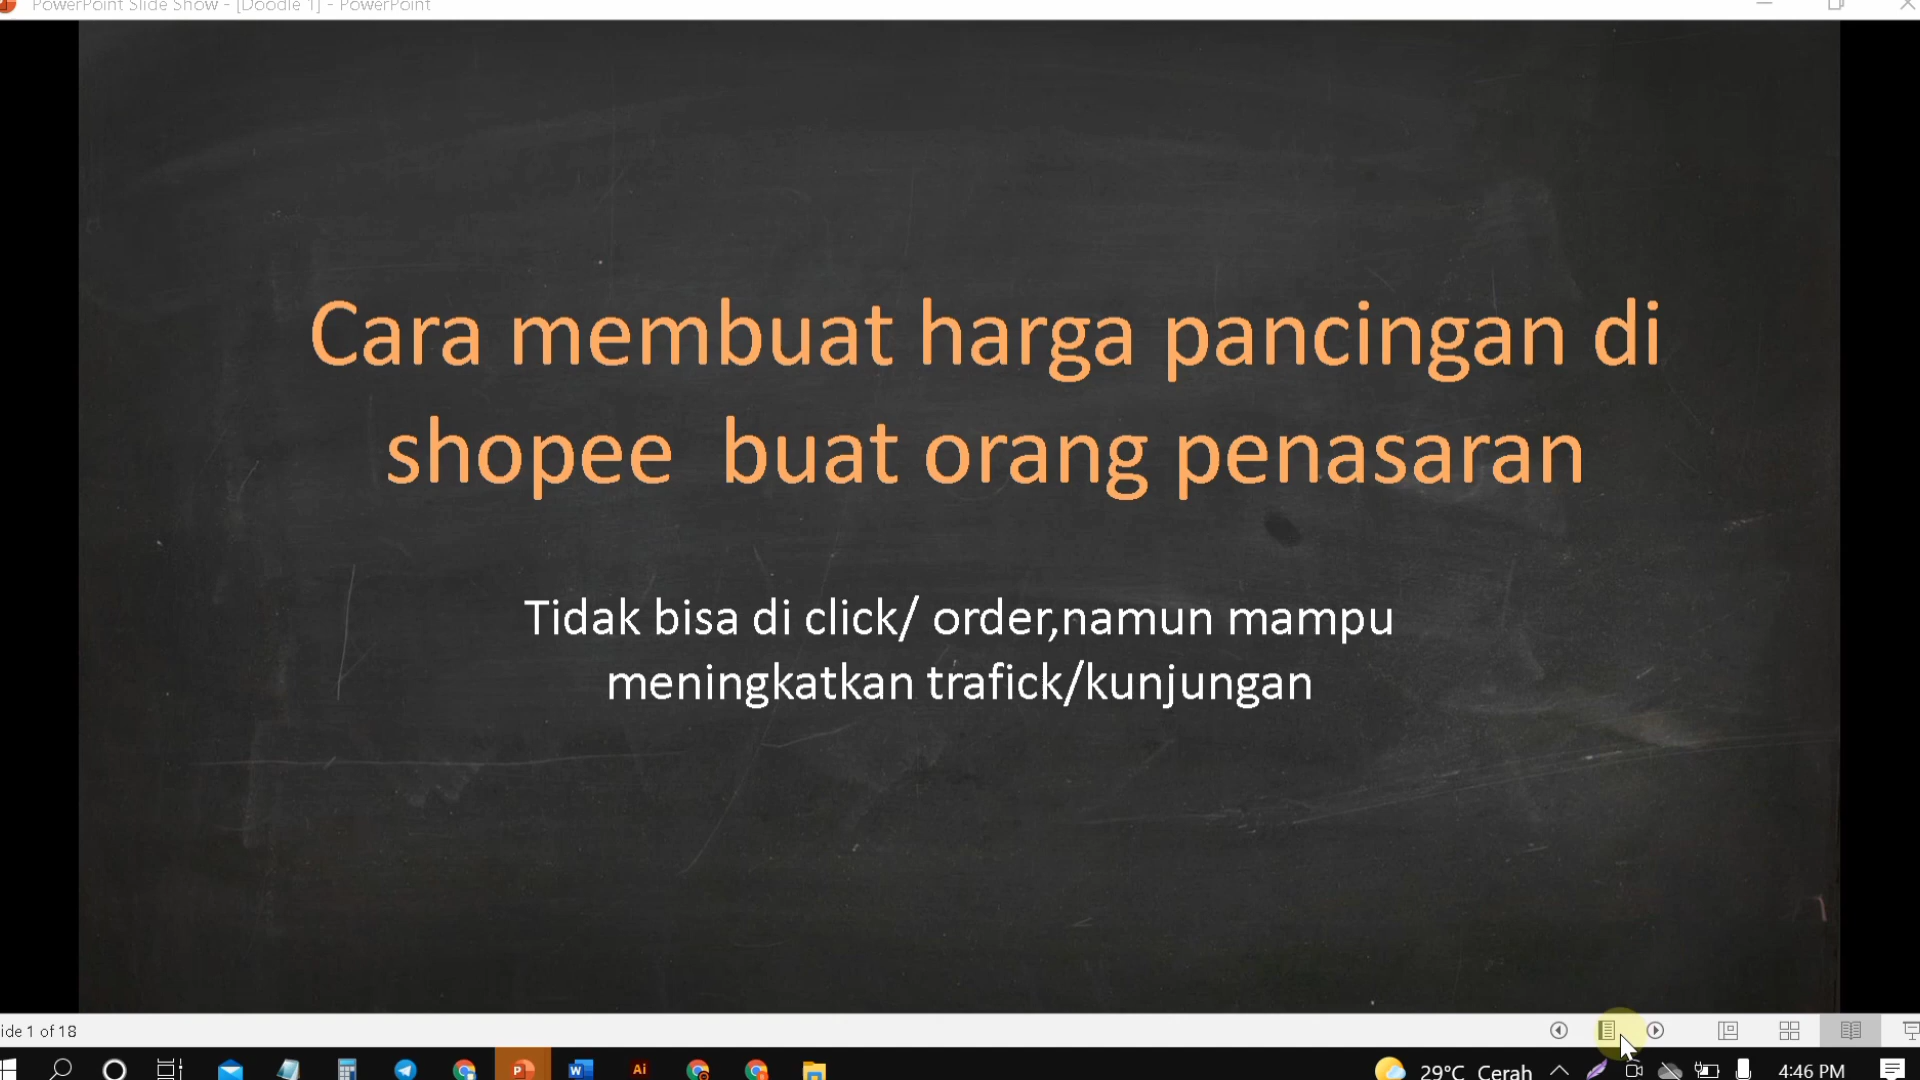 PowerPoint Slide Show - [Doodle 1] - PowerPoint
Cara membuat harga pancingan di
shopee buat orang penasaran
Tidak bisa di click/ order,namun mampu
meningkatkan trafick/kunjungan
ide 1 of 18
29°C Cerah
4:46 PM